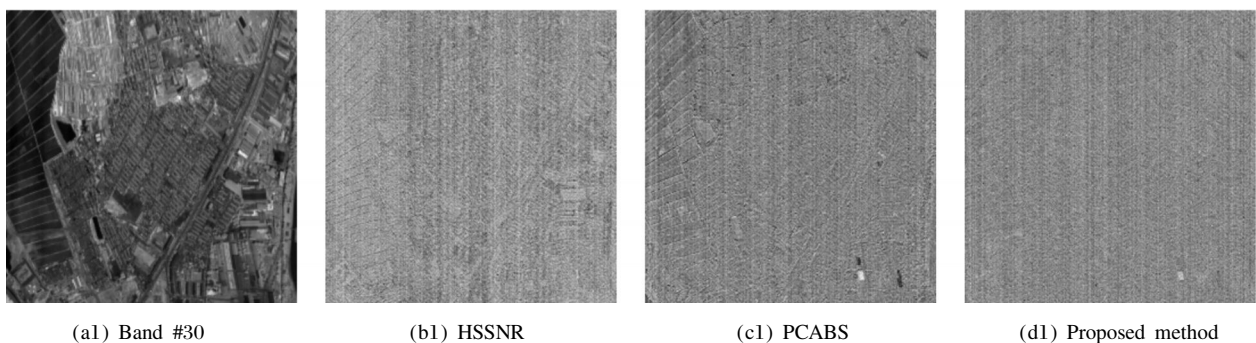 (a1) Band #30
(b1) HSSNR
(c1) PCABS
(d1) Proposed method